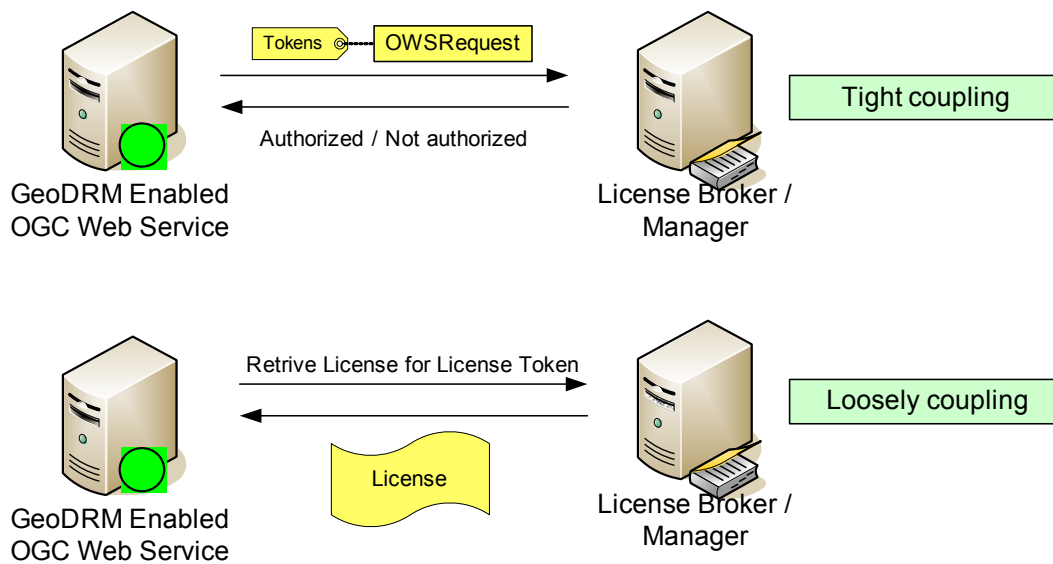 Tokens
OWSRequest
Tight coupling
Authorized / Not authorized
GeoDRM Enabled
OGC Web Service
License Broker /
Manager
Retrive License for License Token
Loosely coupling
License
GeoDRM Enabled
OGC Web Service
License Broker /
Manager